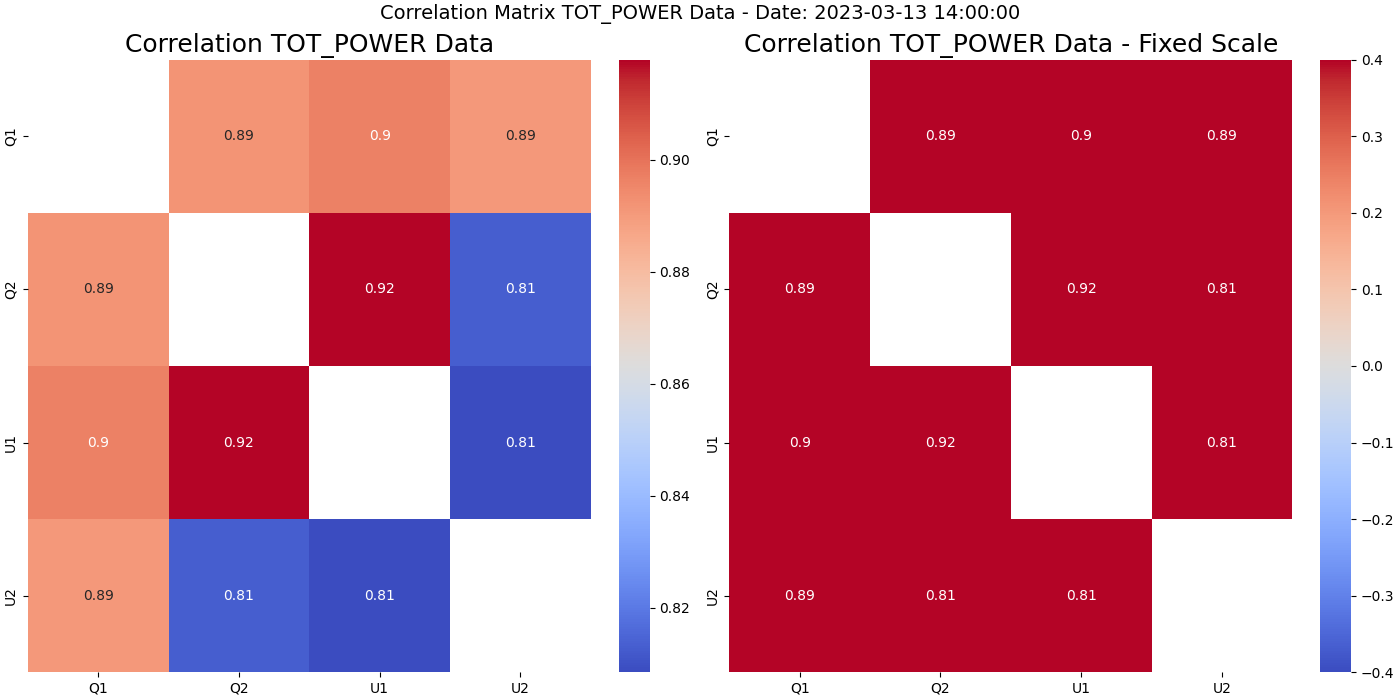 Correlation Matrix TOT_POWER Data - Date: 2023-03-13 14:00:00
Correlation TOT_POWER Data
Q1
0.89
0.9
0.89
Q2
0.89
0.92
0.81
U1
0.9
0.92
0.81
U2
0.89
0.81
0.81
Q1
Q2
U1
U2
0.90
0.88
0.86
0.84
0.82
Correlation TOT_POWER Data - Fixed Scale
Q1
0.89
0.9
0.89
Q2
0.89
0.92
0.81
U1
0.9
0.92
0.81
U2
0.89
0.81
0.81
Q1
Q2
U1
U2
0.4
0.3
0.2
0.1
0.0
−0.1
−0.2
−0.3
−0.4